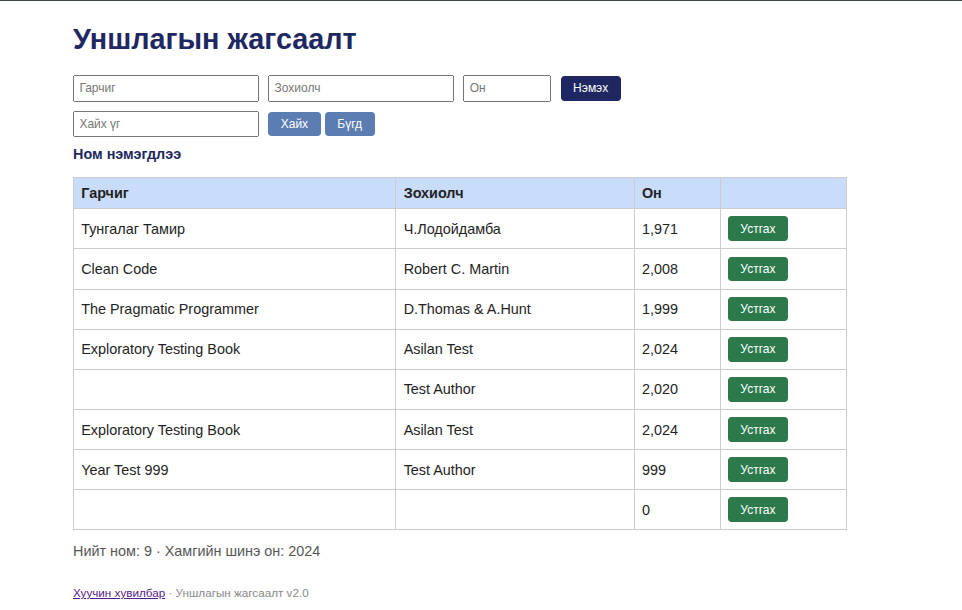 Уншлагын жагсаалт
Гарчиг Зохиолч Он Нэмэх
Хайх үг Хайх Бүгд
Ном нэмэгдлээ
Гарчиг Зохиолч Он
Тунгалаг Тамир Ч.Лодойдамба 1,971 Устгах
Clean Code Robert C. Martin 2,008 Устгах
The Pragmatic Programmer D.Thomas & A.Hunt 1,999 Устгах
Exploratory Testing Book Asilan Test 2,024 Устгах
Test Author 2,020 Устгах
Exploratory Testing Book Asilan Test 2,024 Устгах
Year Test 999 Test Author 999 Устгах
0 Устгах
Нийт ном: 9 · Хамгийн шинэ он: 2024
Хуучин хувилбар · Уншлагын жагсаалт v2.0